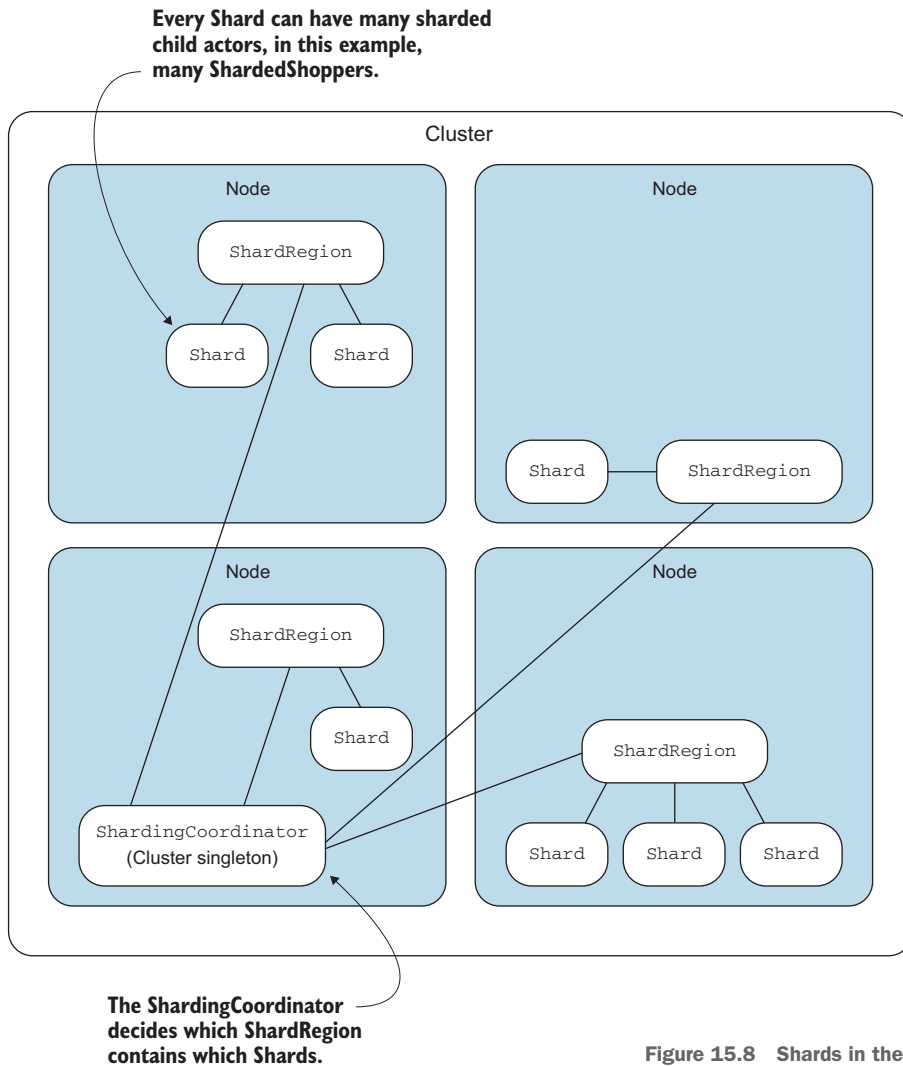 Every Shard can have many sharded
child actors, in this example,
many ShardedShoppers.
Cluster
Node
ShardRegion
Shard
Shard
Node
Shard
ShardRegion
Node
ShardRegion
Shard
ShardingCoordinator
(Cluster singleton)
Node
ShardRegion
Shard
Shard
Shard
The ShardingCoordinator
decides which ShardRegion
contains which Shards.
Figure 15.8 Shards in the